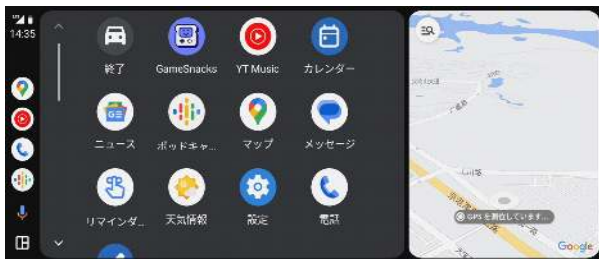 14:35
終了
GameSnacks
YT Music
カレンダー
ニュース
ポッドキャ...
マップ
メッセージ
リマインダ...
天気情報
設定
電話
GPS を測位しています...
Google